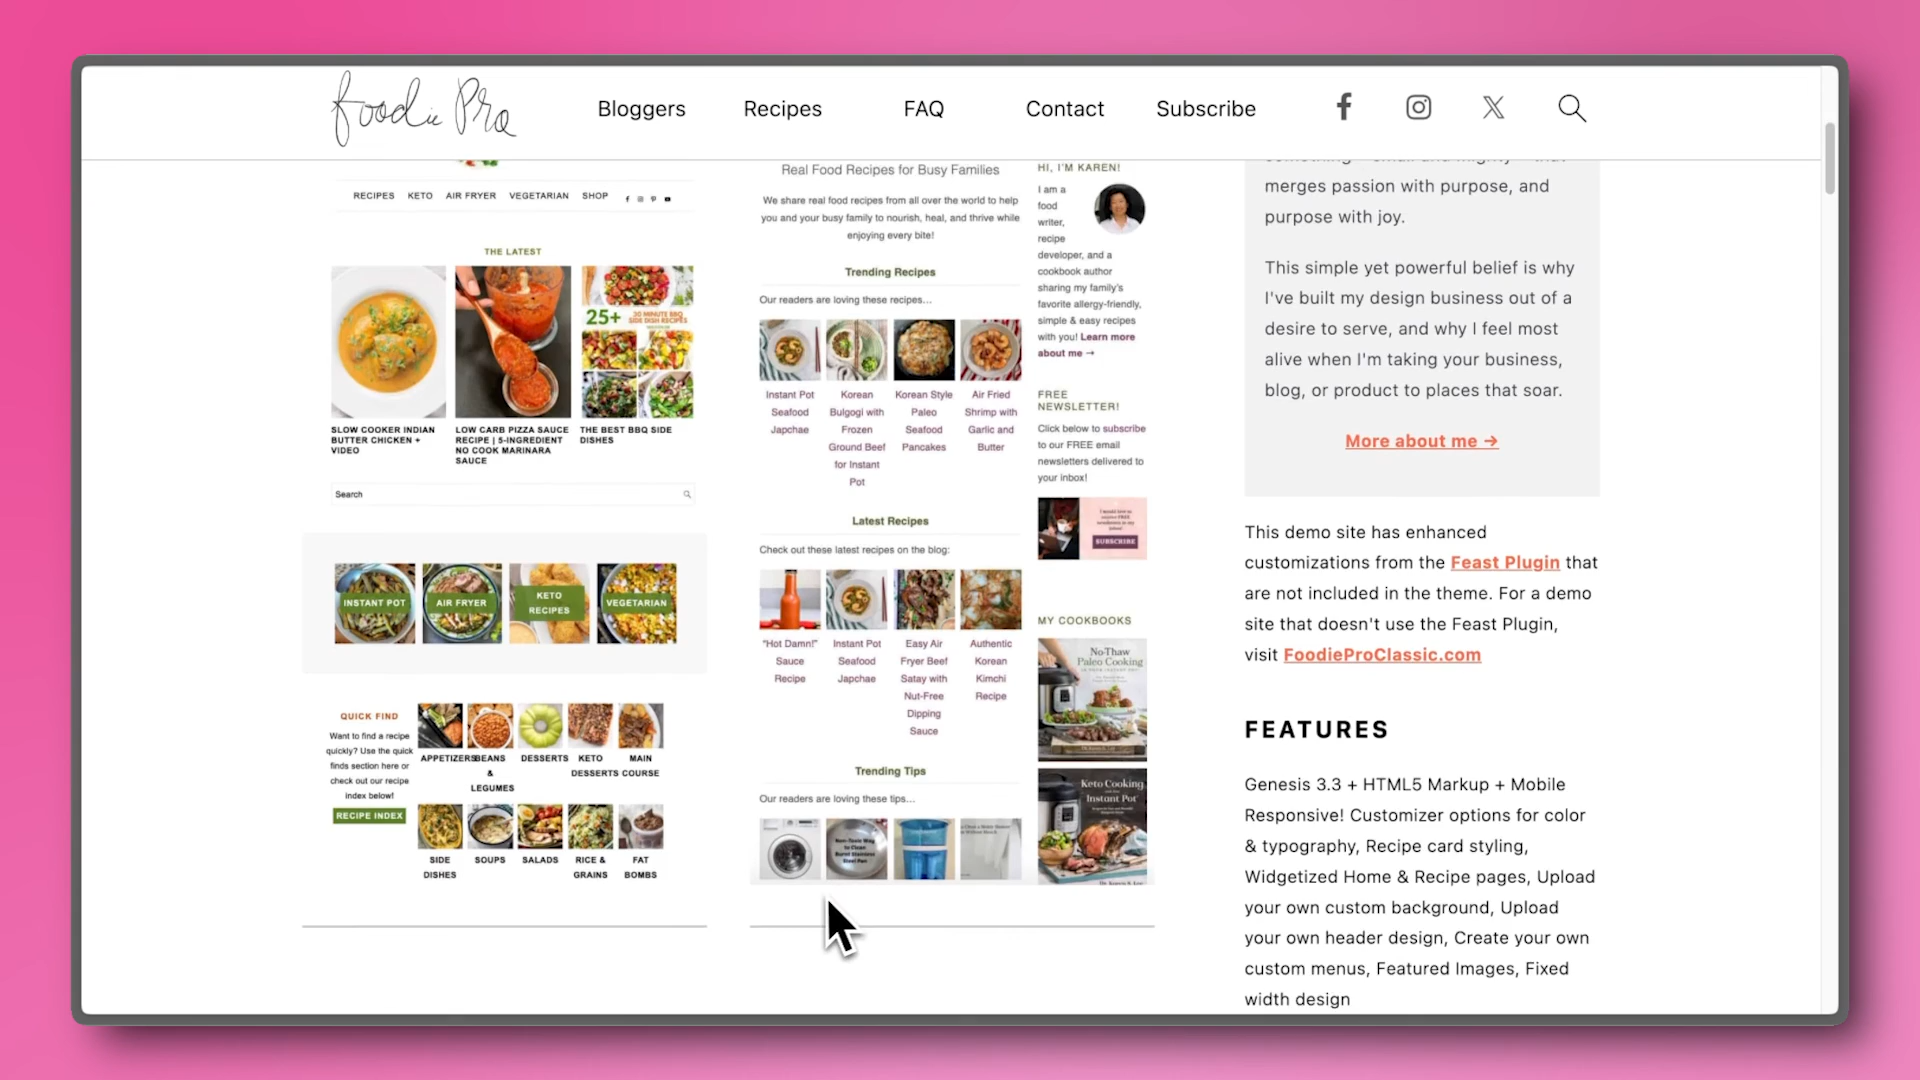 foodie Pro
Bloggers
Recipes
FAQ
Contact
Subscribe
RECIPES
KETO
AIR FRYER
VEGETARIAN
SHOP
THE LATEST
25+ 30 MINUTE BBQ
SIDE DISH RECIPES
SLOW COOKER INDIAN
BUTTER CHICKEN +
VIDEO
LOW CARB PIZZA SAUCE
RECIPE | 5-INGREDIENT
NO COOK MARINARA
SAUCE
THE BEST BBQ SIDE
DISHES
Search
INSTANT POT
AIR FRYER
KETO
RECIPES
VEGETARIAN
QUICK FIND
Want to find a recipe
quickly? Use the quick
finds section here or
check out our recipe
index below!
RECIPE INDEX
APPETIZERS
BEANS
&
LEGUMES
DESSERTS
KETO
DESSERTS
MAIN
COURSE
SIDE
DISHES
SOUPS
SALADS
RICE &
GRAINS
FAT
BOMBS
Real Food Recipes for Busy Families
We share real food recipes from all over the world to help
you and your busy family to nourish, heal, and thrive while
enjoying every bite!
Trending Recipes
Our readers are loving these recipes...
Instant Pot
Seafood
Japchae
Korean
Bulgogi with
Frozen
Ground Beef
for Instant
Pot
Korean Style
Paleo
Seafood
Pancakes
Air Fried
Shrimp with
Garlic and
Butter
Latest Recipes
Check out these latest recipes on the blog:
"Hot Damn!"
Sauce
Recipe
Instant Pot
Seafood
Japchae
Easy Air
Fryer Beef
Satay with
Nut-Free
Dipping
Sauce
Authentic
Korean
Kimchi
Recipe
Trending Tips
Our readers are loving these tips...
Non-Toxic Way
to Clean
Burnt Stainless
Steel Pan
HI, I'M KAREN!
I am a
food
writer,
recipe
developer, and a
cookbook author
sharing my family's
favorite allergy-friendly,
simple & easy recipes
with you! Learn more
about me →
FREE
NEWSLETTER!
Click below to subscribe
to our FREE email
newsletters delivered to
your inbox!
SUBSCRIBE
MY COOKBOOKS
No-Thaw
Paleo Cooking
Keto Cooking
Instant Pot
merges passion with purpose, and
purpose with joy.
This simple yet powerful belief is why
I've built my design business out of a
desire to serve, and why I feel most
alive when I'm taking your business,
blog, or product to places that soar.
More about me →
This demo site has enhanced
customizations from the Feast Plugin that
are not included in the theme. For a demo
site that doesn't use the Feast Plugin,
visit FoodieProClassic.com
FEATURES
Genesis 3.3 + HTML5 Markup + Mobile
Responsive! Customizer options for color
& typography, Recipe card styling,
Widgetized Home & Recipe pages, Upload
your own custom background, Upload
your own header design, Create your own
custom menus, Featured Images, Fixed
width design